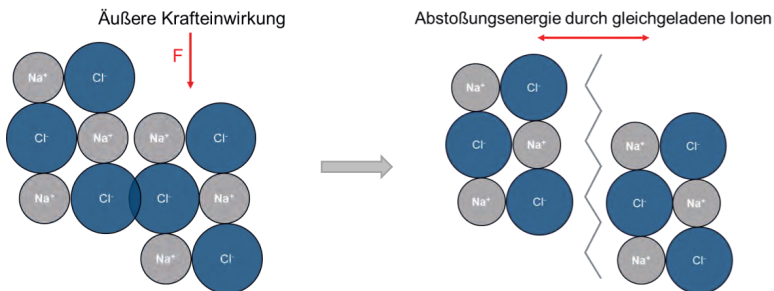 Äußere Krafteinwirkung
F
Na⁺ Cl⁻
Cl⁻ Na⁺ Na⁺ Cl⁻
Na⁺ Cl⁻ Cl⁻ Na⁺
Na⁺ Cl⁻
Abstoßungsenergie durch gleichgeladene Ionen
Na⁺ Cl⁻
Cl⁻ Na⁺ Na⁺ Cl⁻
Na⁺ Cl⁻ Cl⁻ Na⁺
Na⁺ Cl⁻